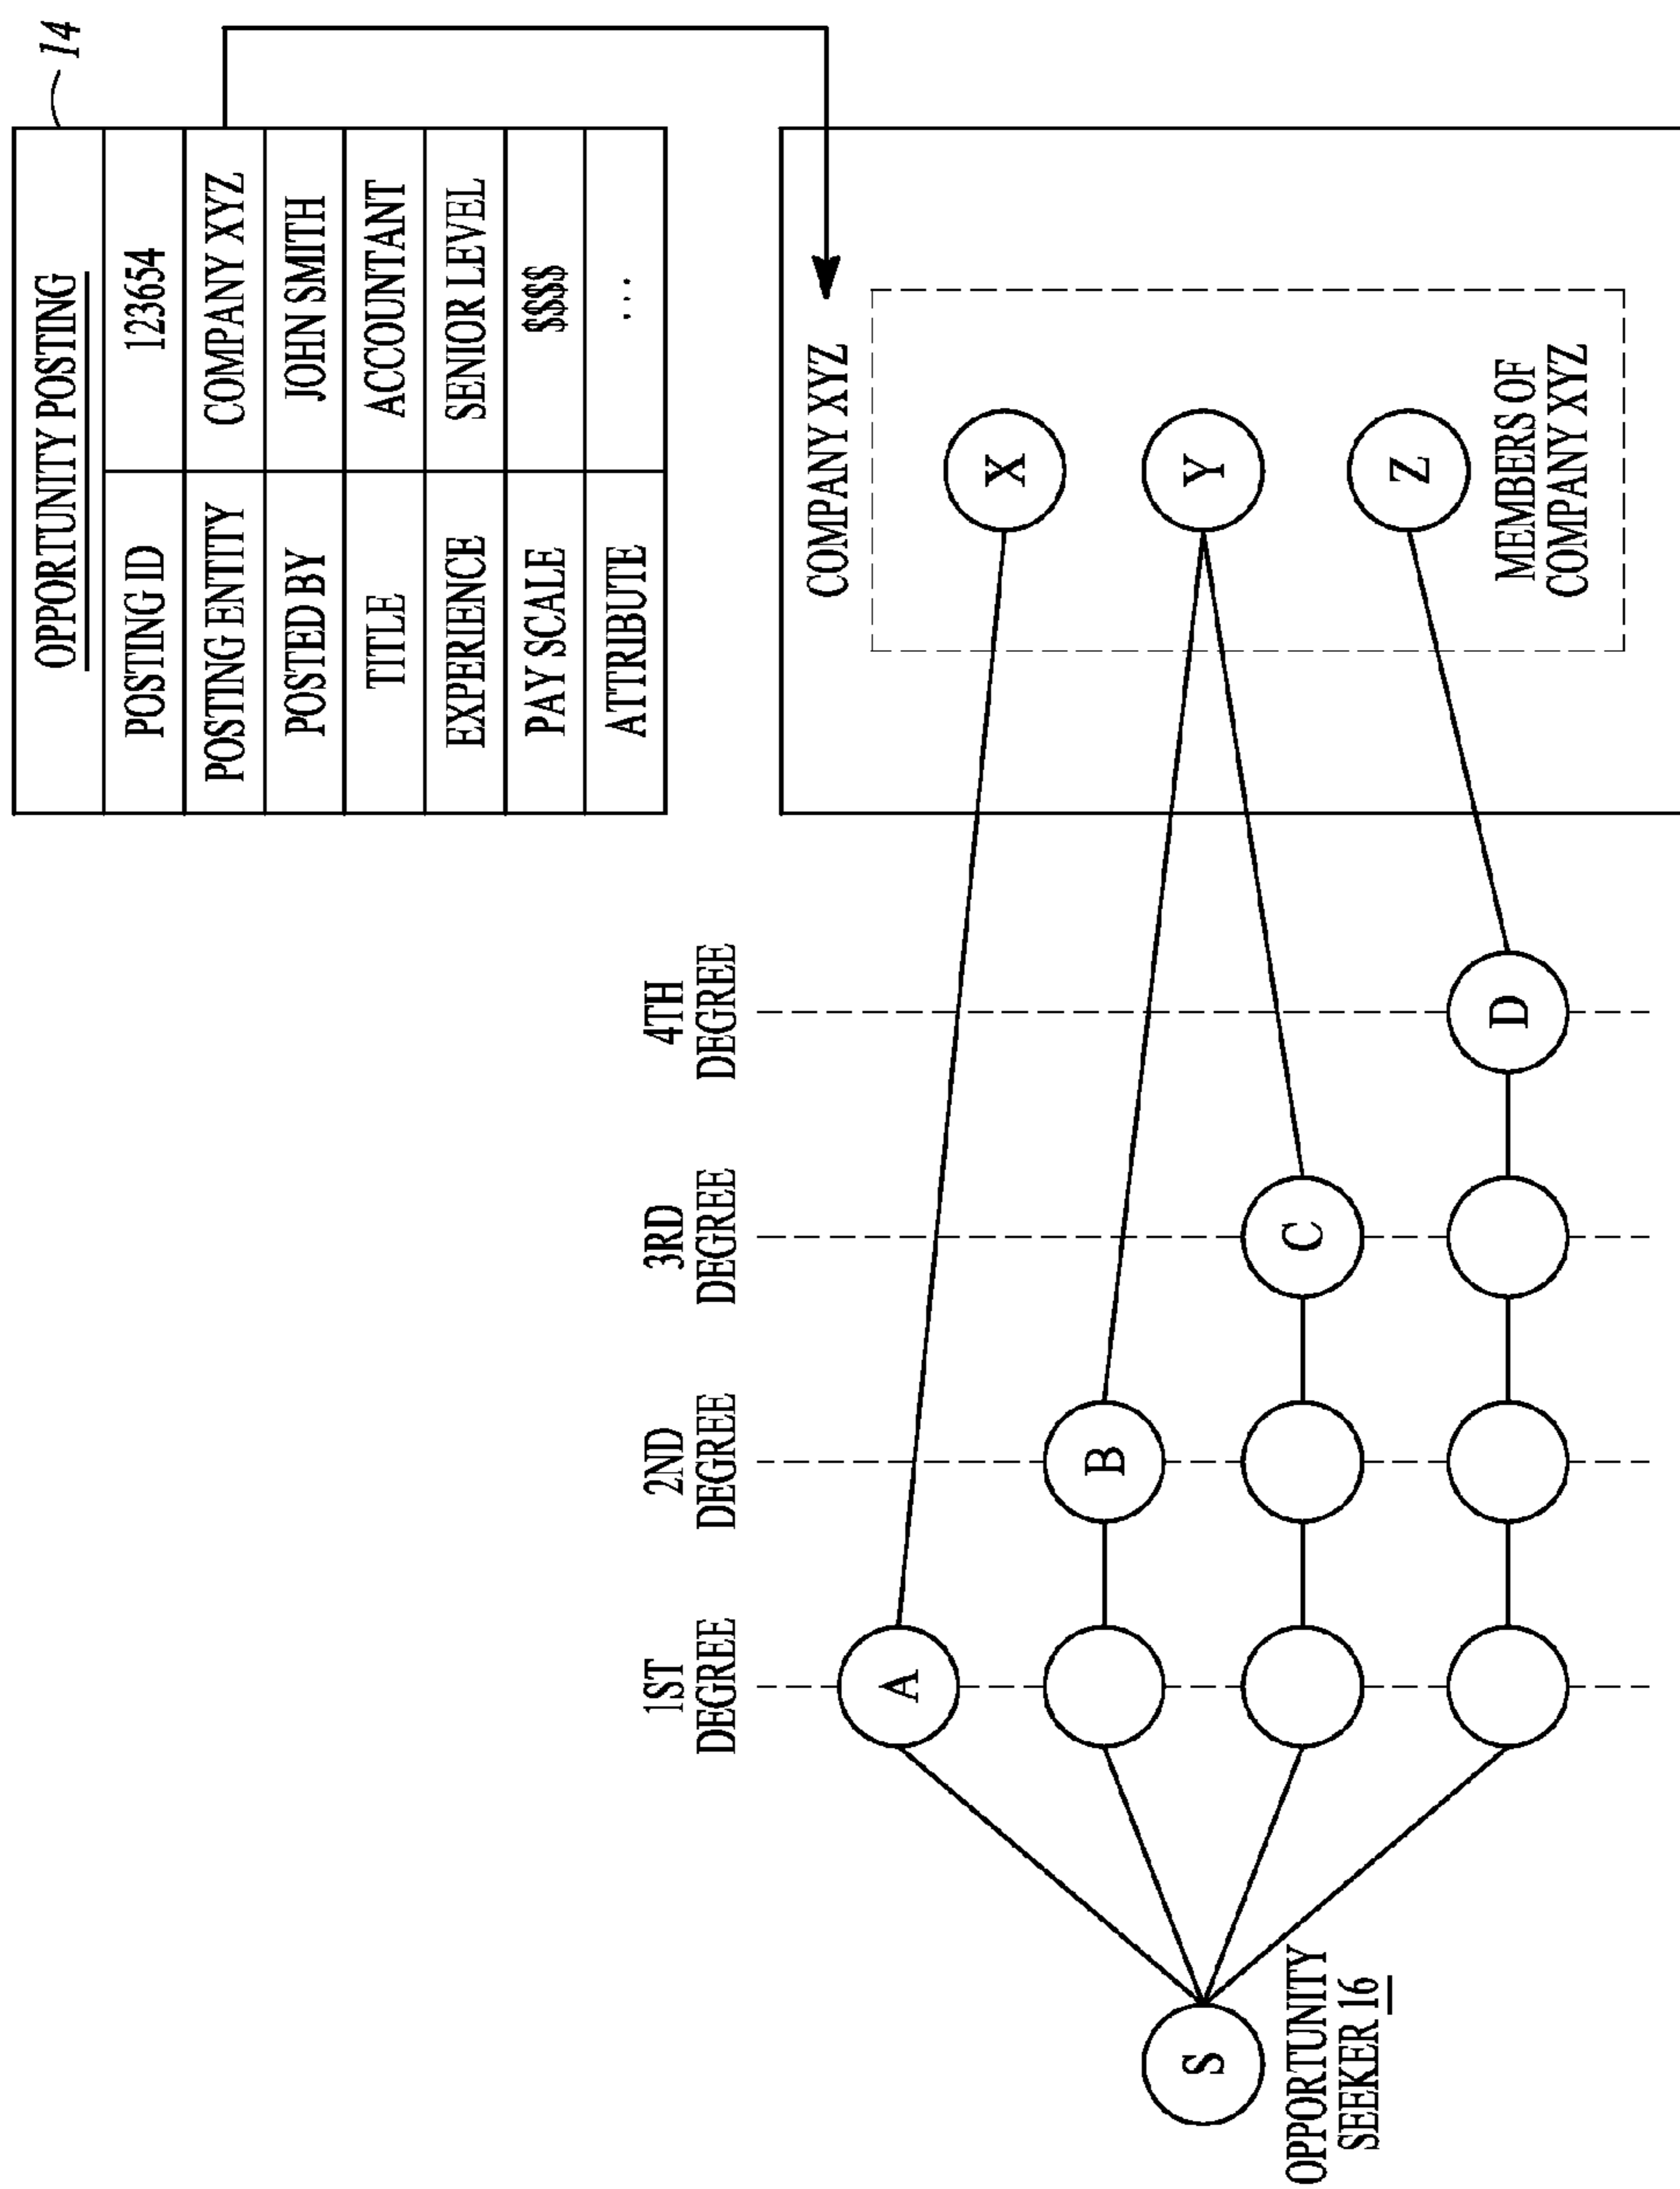 14
OPPORTUNITY POSTING
POSTING ID 123654
POSTING ENTITY COMPANY XYZ
POSTED BY JOHN SMITH
TITLE ACCOUNTANT
EXPERIENCE SENIOR LEVEL
PAY SCALE $$$$
ATTRIBUTE ...
1ST
DEGREE
2ND
DEGREE
3RD
DEGREE
4TH
DEGREE
COMPANY XYZ
A
X
B
S
Y
C
D
Z
OPPORTUNITY
SEEKER 16
MEMBERS OF
COMPANY XYZ